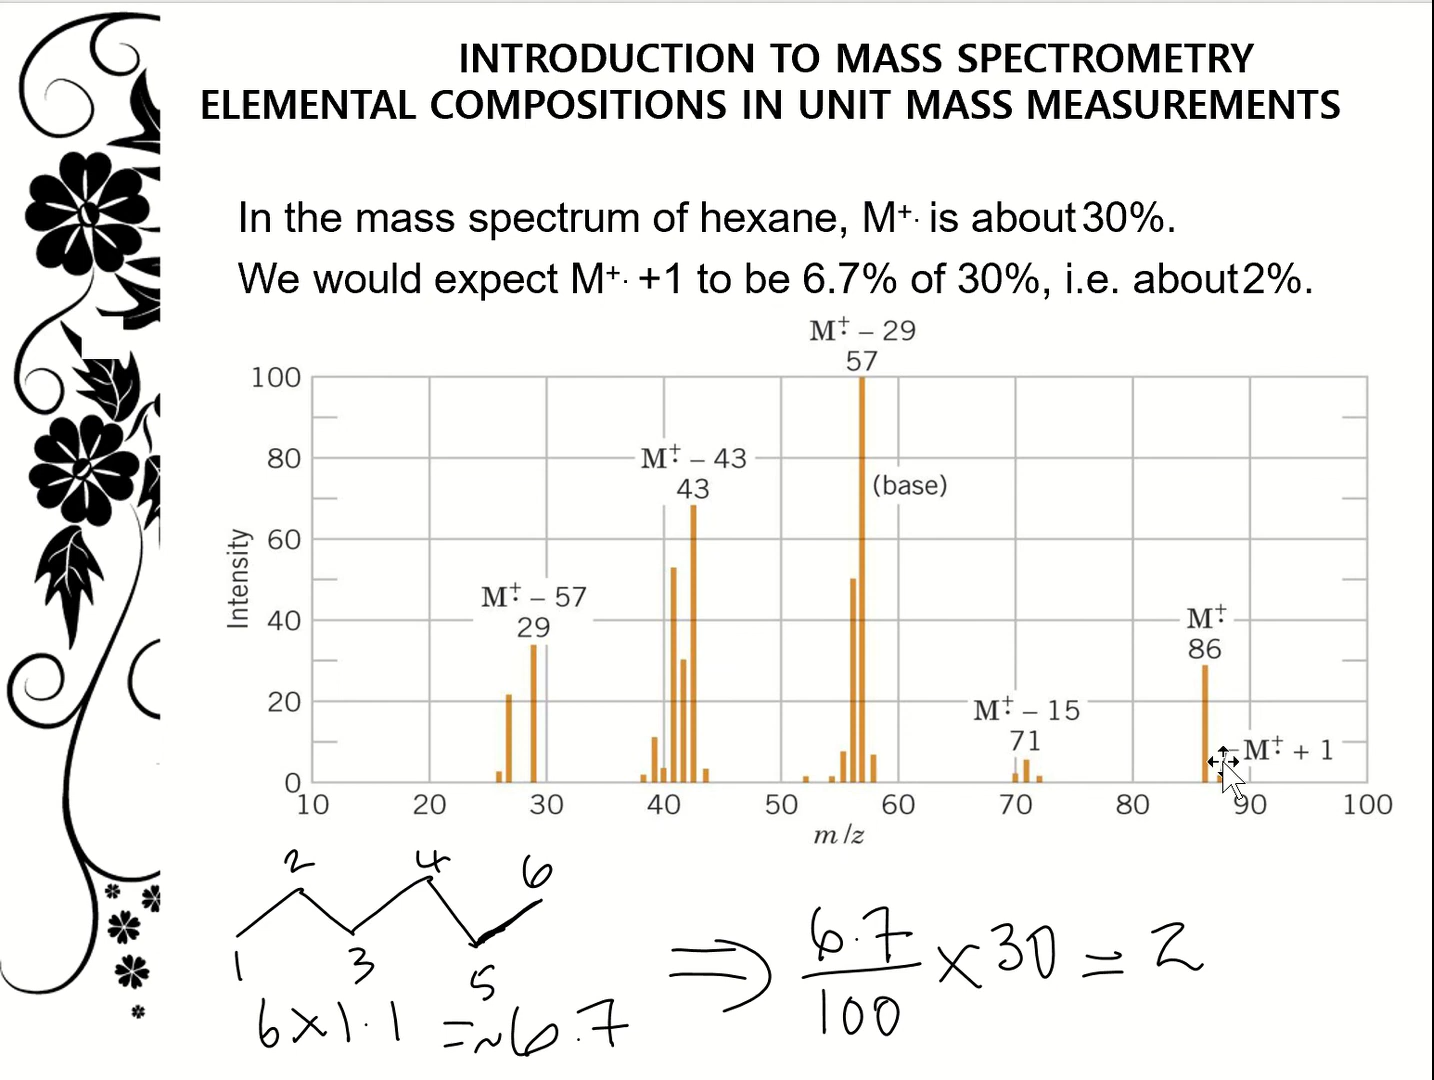 INTRODUCTION TO MASS SPECTROMETRY
ELEMENTAL COMPOSITIONS IN UNIT MASS MEASUREMENTS
In the mass spectrum of hexane, M⁺· is about 30%.
We would expect M⁺· +1 to be 6.7% of 30%, i.e. about 2%.
M⁺· – 29
57
100
M⁺· – 43
80
43
(base)
60
M⁺· – 57
M⁺·
40
29
86
20
M⁺· – 15
71
M⁺· + 1
0
Intensity
10 20 30 40 50 60 70 80 90 100
m/z
2 4 6
1 3 5
6 x 1.1 = ~6.7
⇒ 6.7/100 x 30 = 2